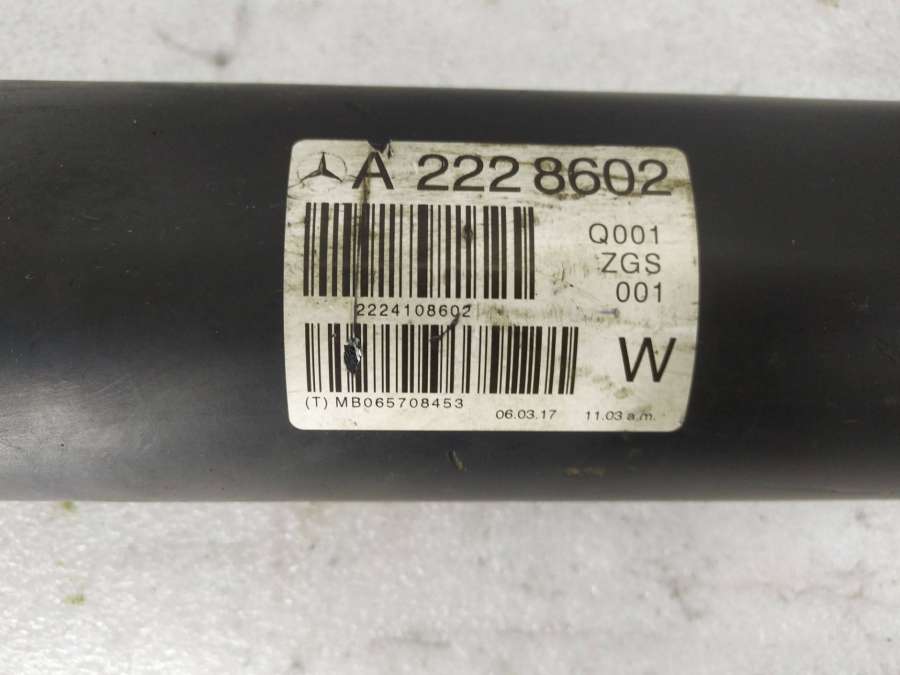 A 222 8602
Q001
ZGS
001
2224108602
W
(T) MB065708453
06.03.17 11.03 a.m.